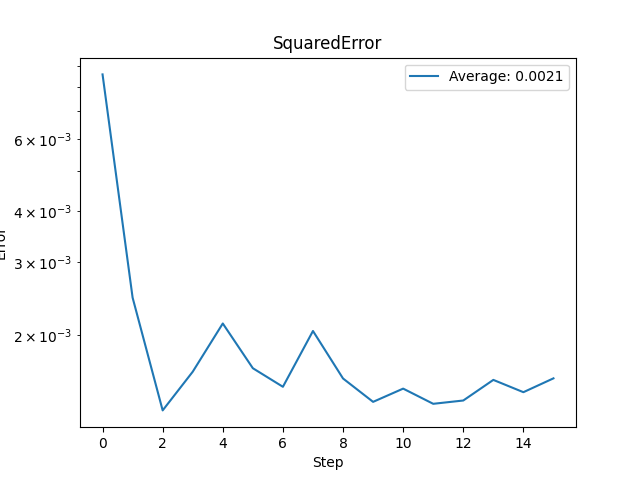 SquaredError
Average: 0.0021
6 × 10⁻³
4 × 10⁻³
3 × 10⁻³
2 × 10⁻³
Error
0 2 4 6 8 10 12 14
Step